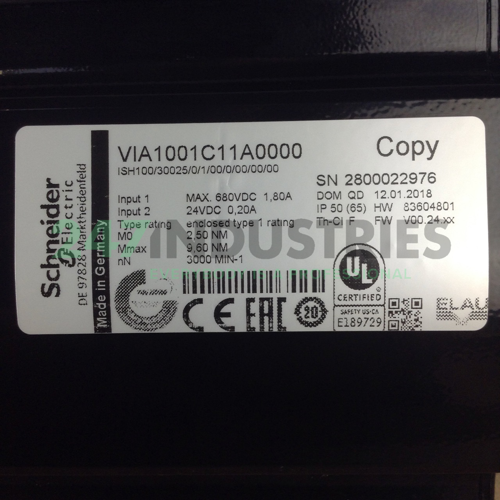 VIA1001C11A0000
Copy
ISH100/30025/0/1/00/0/00/00/00
SN 2800022976
Input 1 MAX. 680VDC 1,80A
DOM QD 12.01.2018
Input 2 24VDC 0,20A
IP 50 (65) HW 83604801
Type rating enclosed type 1 rating
Th-Cl F FW V00.24.xx
M0 2,50 NM
Mmax 9,60 NM
nN 3000 MIN-1
Schneider
Electric
DE 97828 Marktheidenfeld
Made in Germany
INDUSTRIES
CE
EAC
20
UL
CERTIFIED
SAFETY US-CA
E189729
ELAU